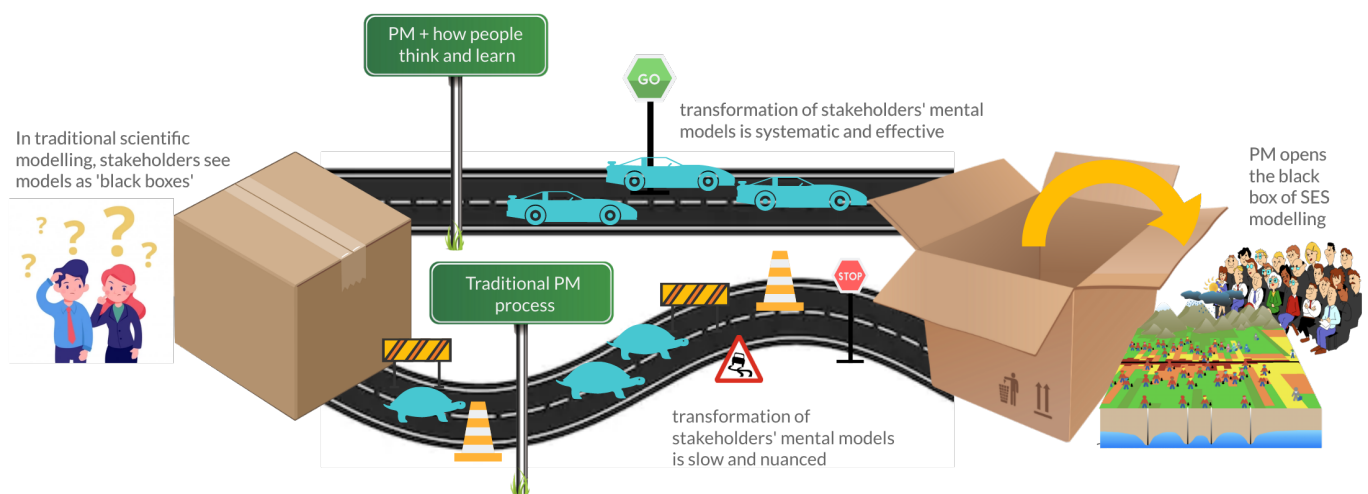 PM + how people
think and learn
GO
transformation of stakeholders' mental
models is systematic and effective
In traditional scientific
modelling, stakeholders see
models as 'black boxes'
? ? ? ? ?
PM opens
the black
box of SES
modelling
Traditional PM
process
STOP
transformation of
stakeholders' mental models
is slow and nuanced